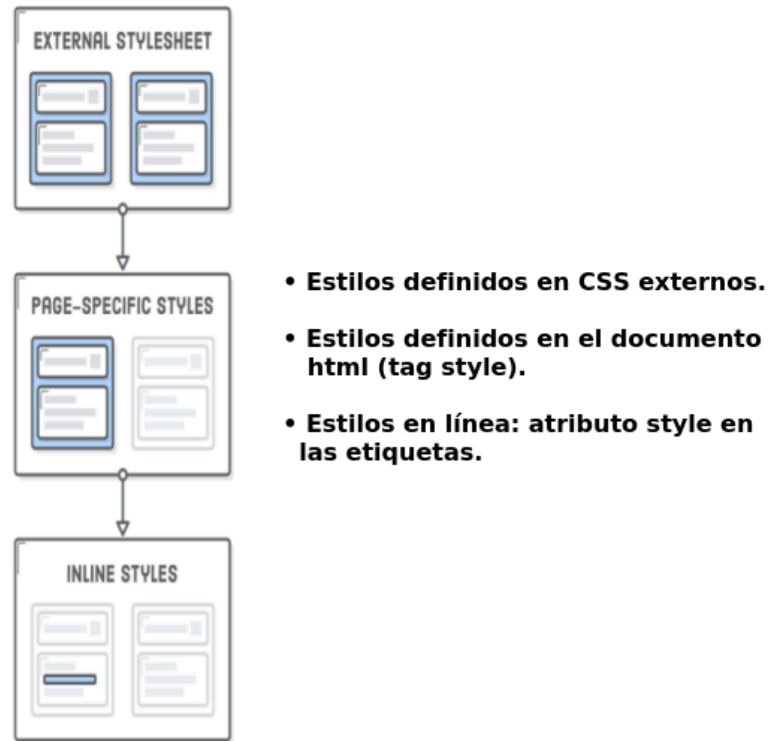 EXTERNAL STYLESHEET
PAGE-SPECIFIC STYLES
INLINE STYLES
• Estilos definidos en CSS externos.
• Estilos definidos en el documento
html (tag style).
• Estilos en línea: atributo style en
las etiquetas.